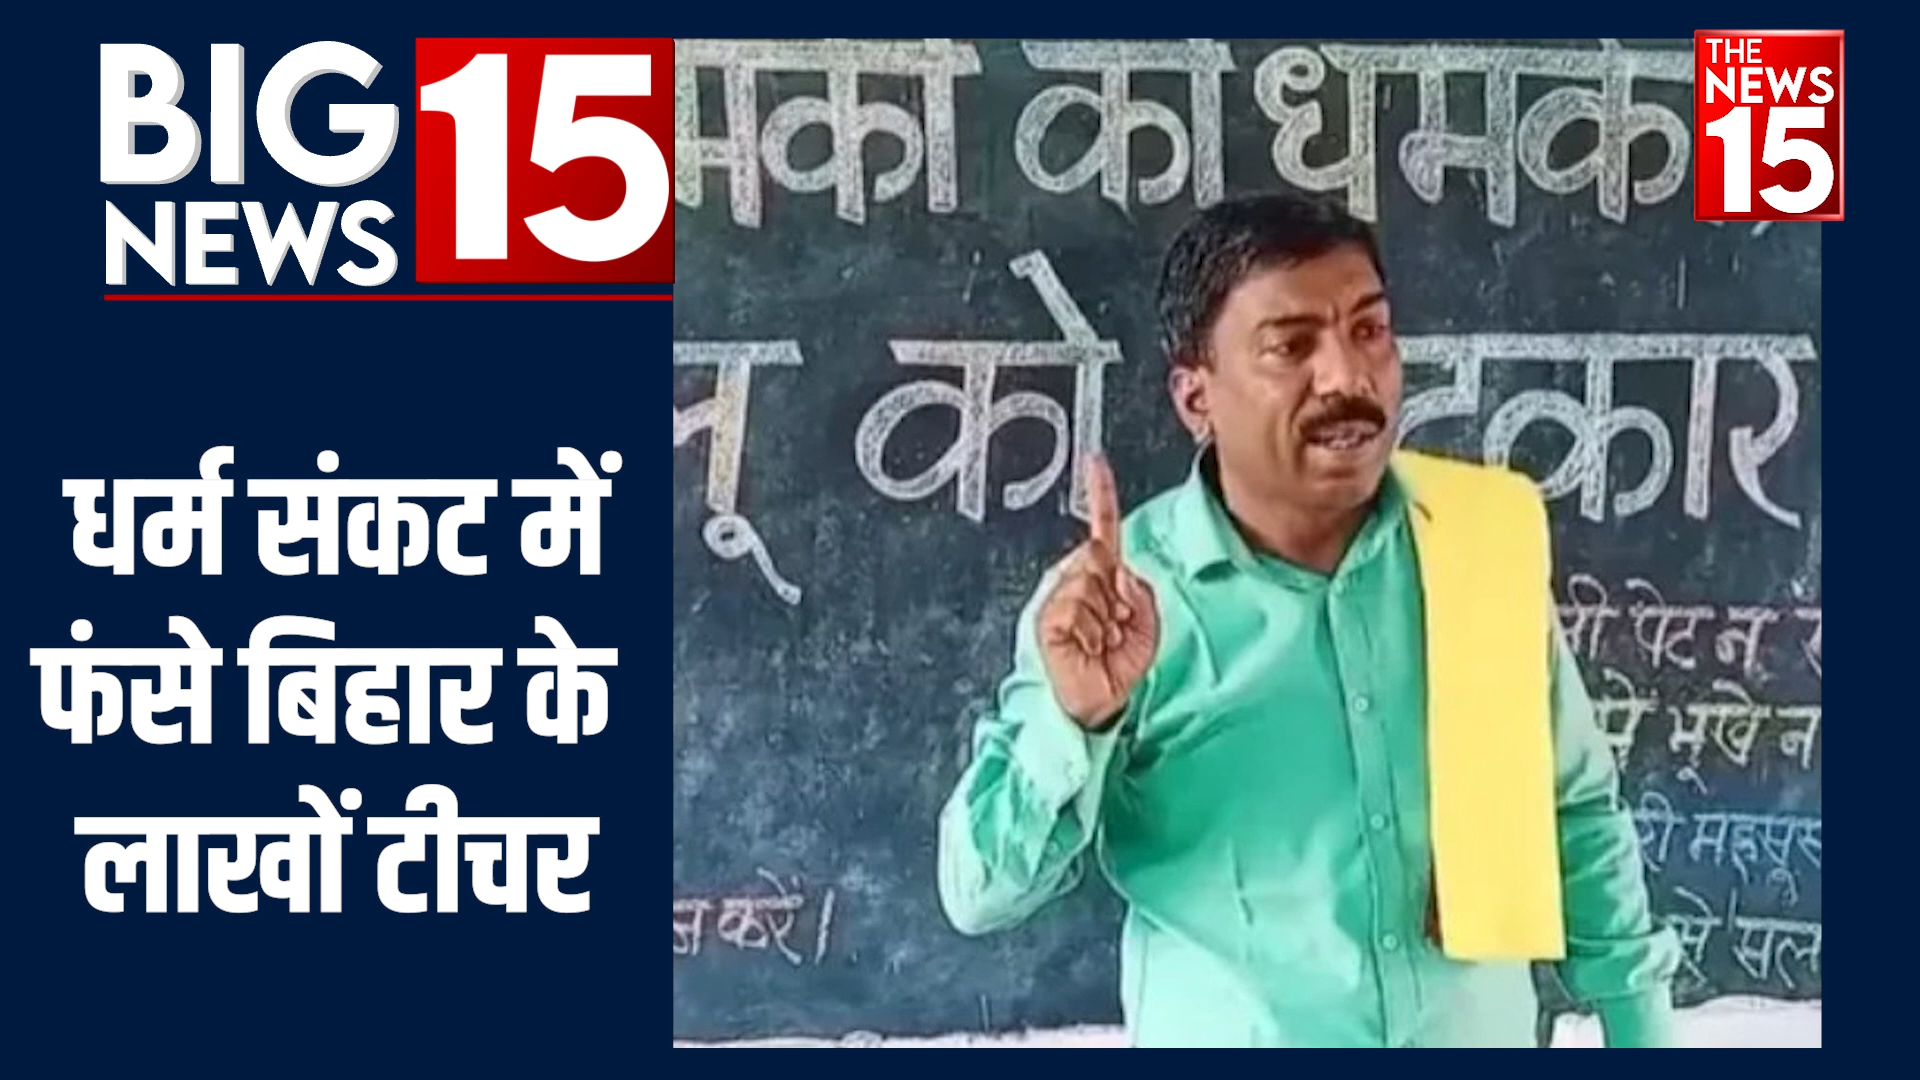 BIG
NEWS
15
THE
NEWS
15
धर्म संकट में
फंसे बिहार के
लाखों टीचर
को धमके
को
पेट न
भूखे न
करें।